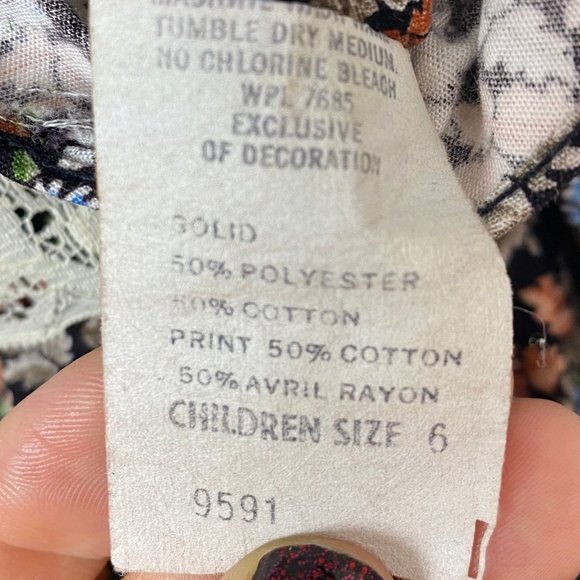 TUMBLE DRY MEDIUM.
NO CHLORINE BLEACH
WPL 7685
EXCLUSIVE
OF DECORATION
SOLID
50% POLYESTER
50% COTTON
PRINT 50% COTTON
50% AVRIL RAYON
CHILDREN SIZE 6
9591